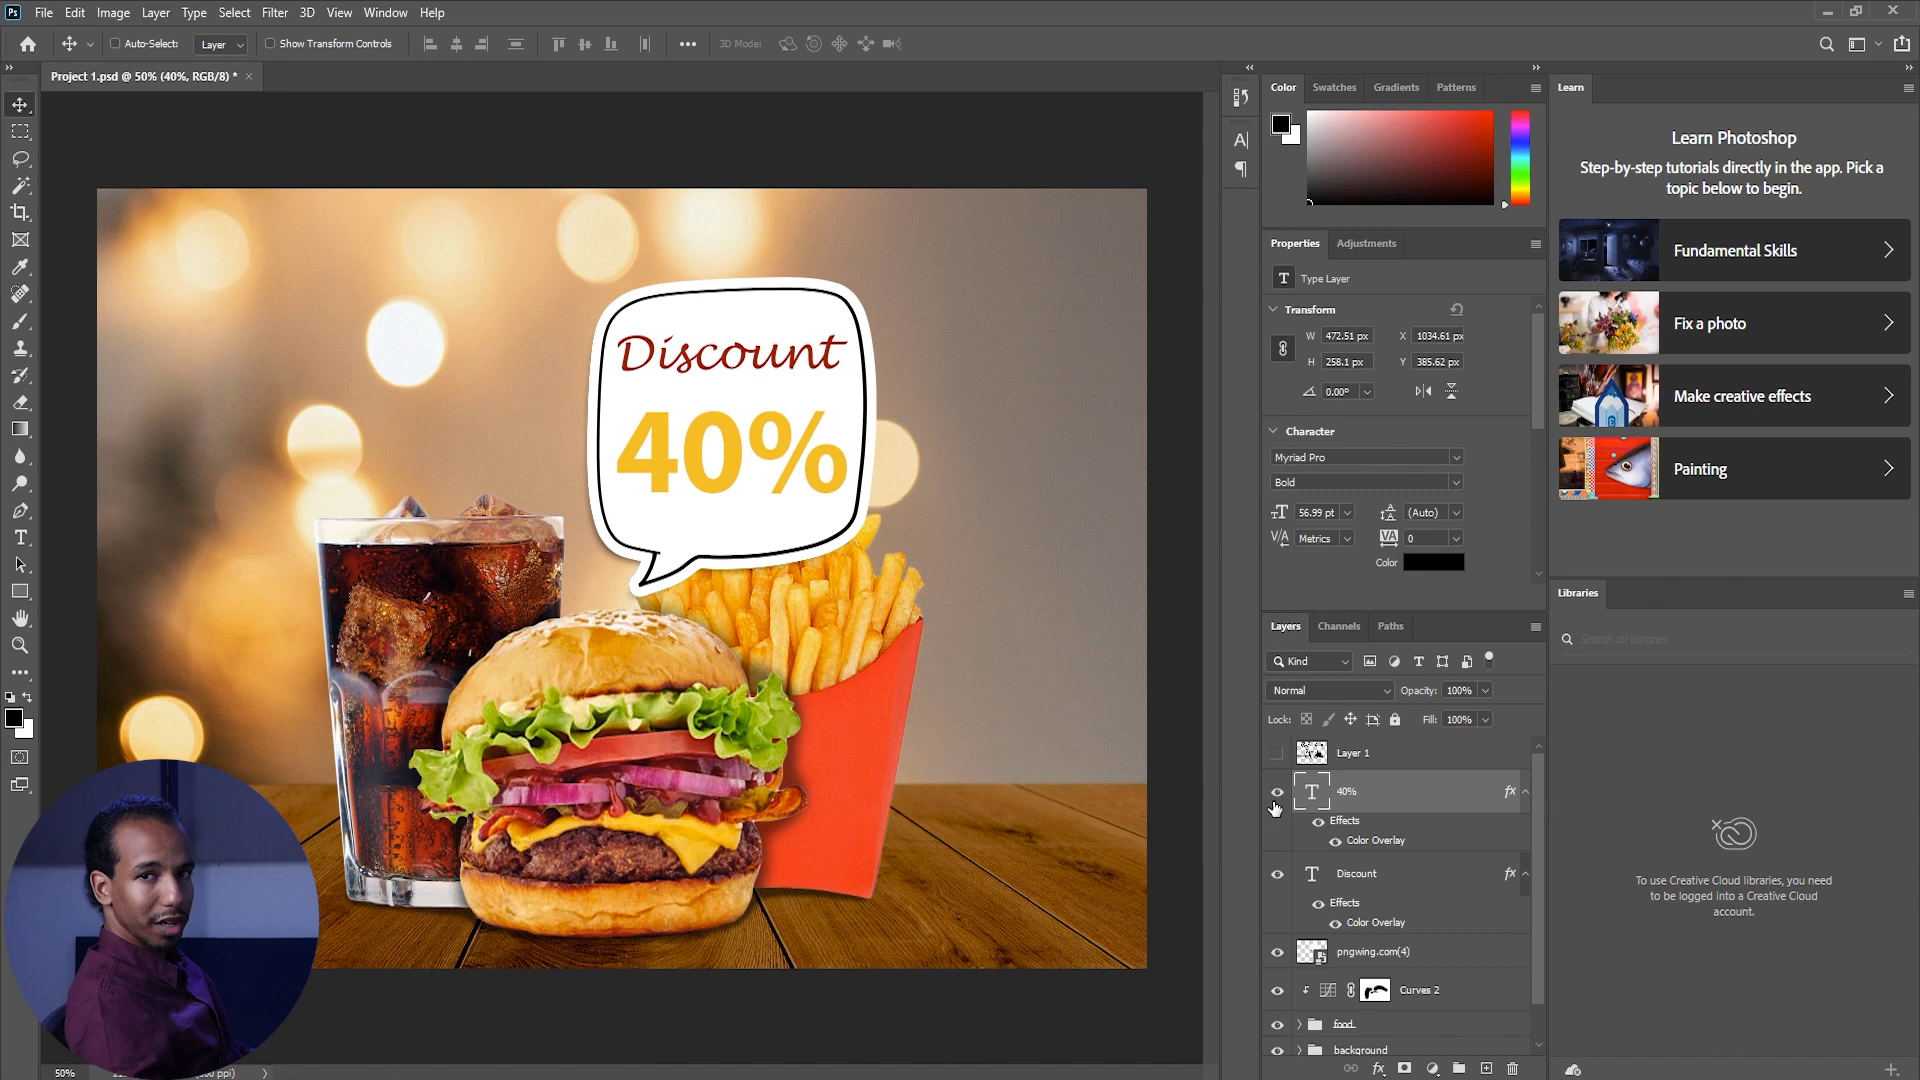 Ps File Edit Image Layer Type Select Filter 3D View Window Help
Auto-Select: Layer Show Transform Controls 3D Mode:
Project 1.psd @ 50% (40%, RGB/8) *
Color Swatches Gradients Patterns
Learn
Learn Photoshop
Step-by-step tutorials directly in the app. Pick a
topic below to begin.
Fundamental Skills
Fix a photo
Make creative effects
Painting
Properties Adjustments
T Type Layer
Transform
W 472.51 px X 1034.61 px
H 258.1 px Y 385.62 px
0.00°
Character
Myriad Pro
Bold
56.99 pt (Auto)
Metrics 0
Color
Discount
40%
Layers Channels Paths
Kind
Normal Opacity: 100%
Lock: Fill: 100%
Layer 1
T 40% fx
Effects
Color Overlay
T Discount fx
Effects
Color Overlay
pngwing.com(4)
Curves 2
food
background
fx
Libraries
Search all libraries
To use Creative Cloud libraries, you need
to be logged into a Creative Cloud
account.
50%